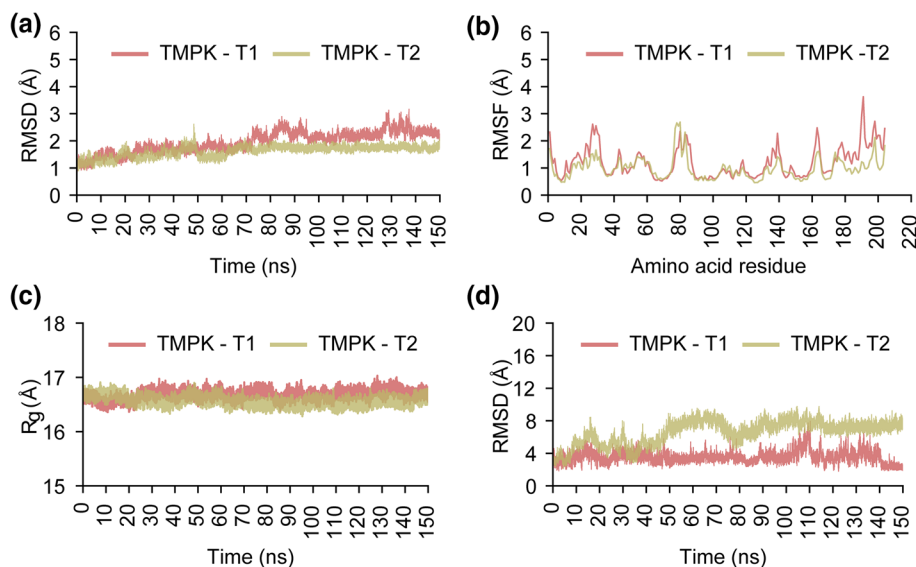 (a)
TMPK - T1
TMPK - T2
RMSD (Å)
6
5
4
3
2
1
0
0 10 20 30 40 50 60 70 80 90 100 110 120 130 140 150
Time (ns)
(b)
TMPK - T1
TMPK - T2
RMSF (Å)
6
5
4
3
2
1
0
0 20 40 60 80 100 120 140 160 180 200 220
Amino acid residue
(c)
TMPK - T1
TMPK - T2
Rg (Å)
18
17
16
15
0 10 20 30 40 50 60 70 80 90 100 110 120 130 140 150
Time (ns)
(d)
TMPK - T1
TMPK - T2
RMSD (Å)
20
16
12
8
4
0
0 10 20 30 40 50 60 70 80 90 100 110 120 130 140 150
Time (ns)